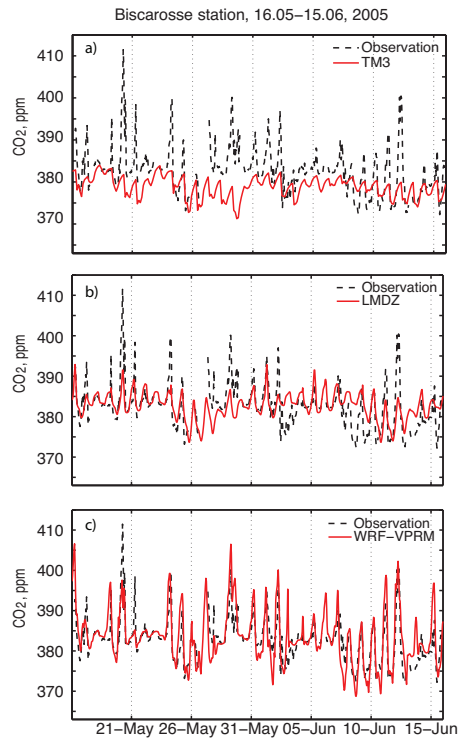 Biscarosse station, 16.05–15.06, 2005
a)
Observation
TM3
CO2, ppm
410
400
390
380
370
b)
Observation
LMDZ
CO2, ppm
410
400
390
380
370
c)
Observation
WRF–VPRM
CO2, ppm
410
400
390
380
370
21–May 26–May 31–May 05–Jun 10–Jun 15–Jun